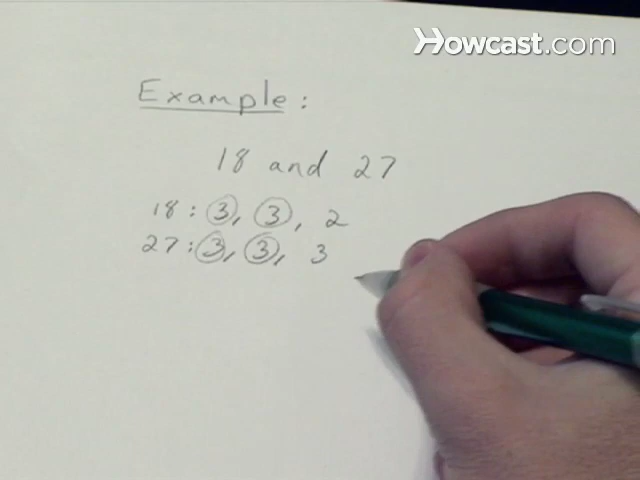 Howcast.com
Example:
18 and 27
18: 3, 3, 2
27: 3, 3, 3